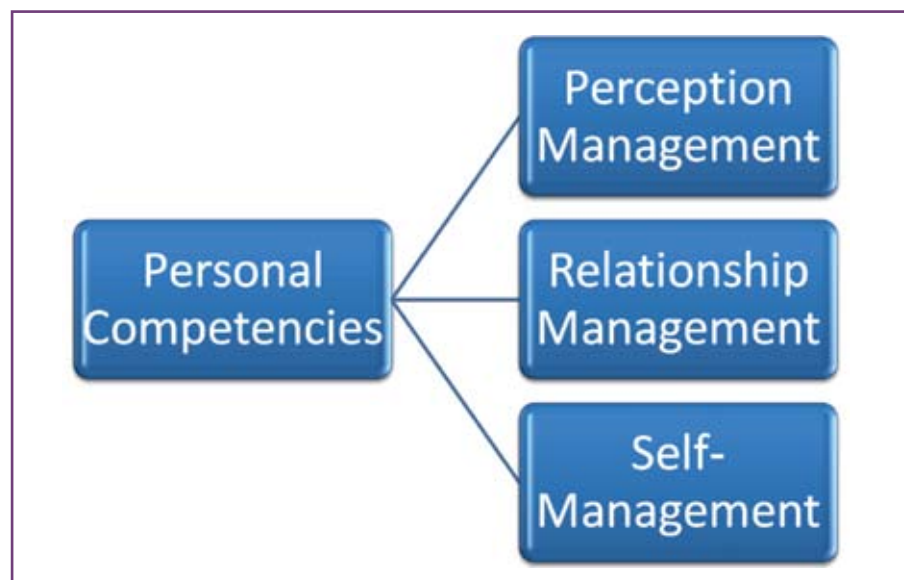 Personal
Competencies
Perception
Management
Relationship
Management
Self-
Management